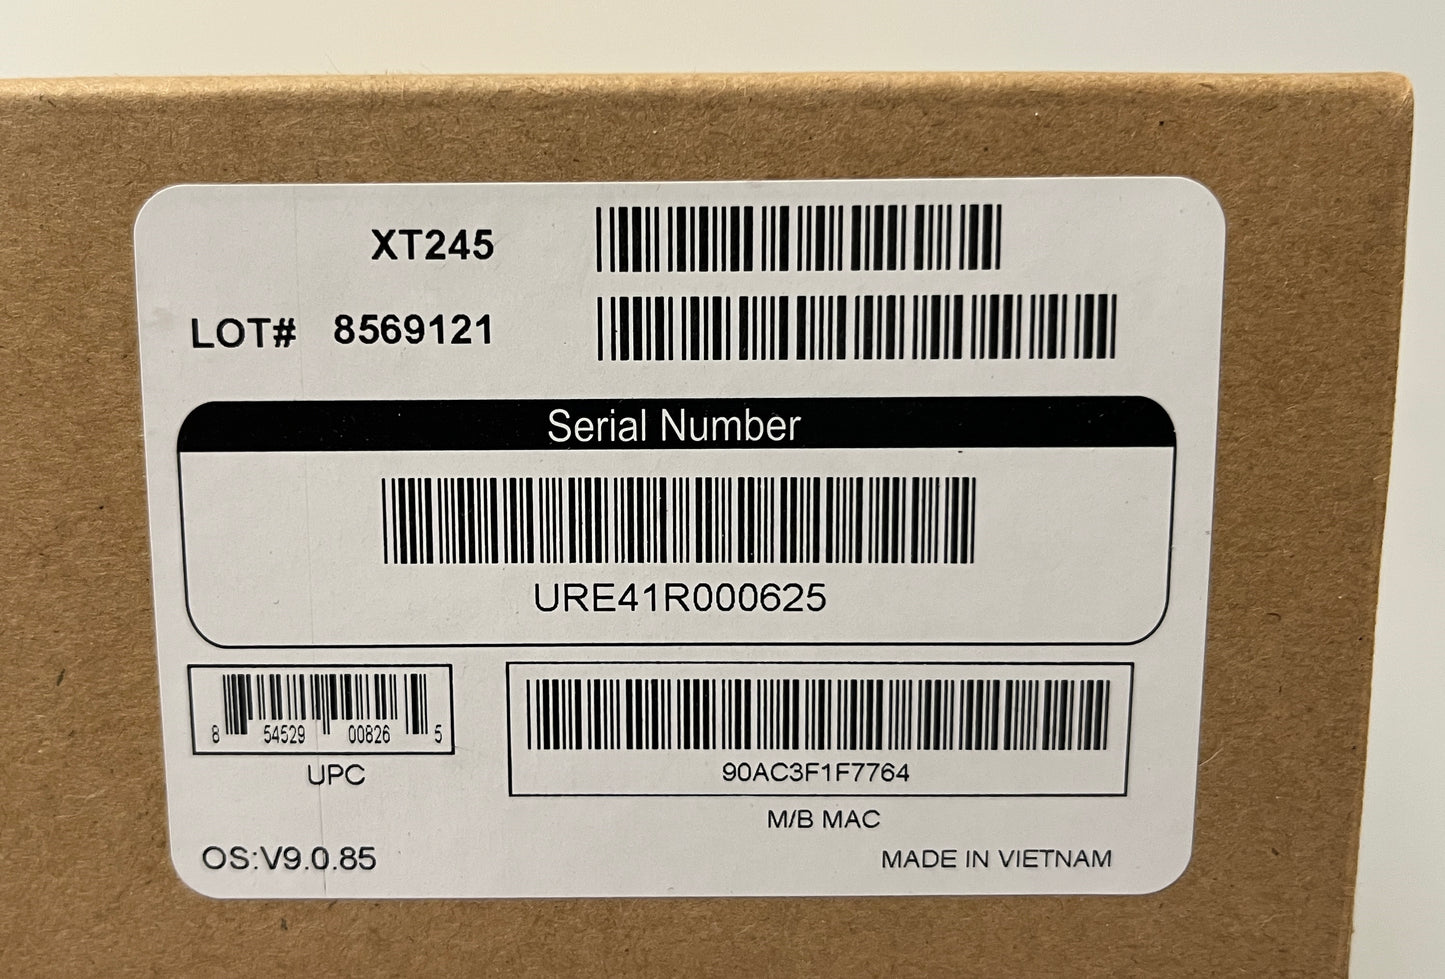 XT245
LOT# 8569121
Serial Number
URE41R000625
8 54529 00826 5
UPC
90AC3F1F7764
M/B MAC
OS:V9.0.85
MADE IN VIETNAM